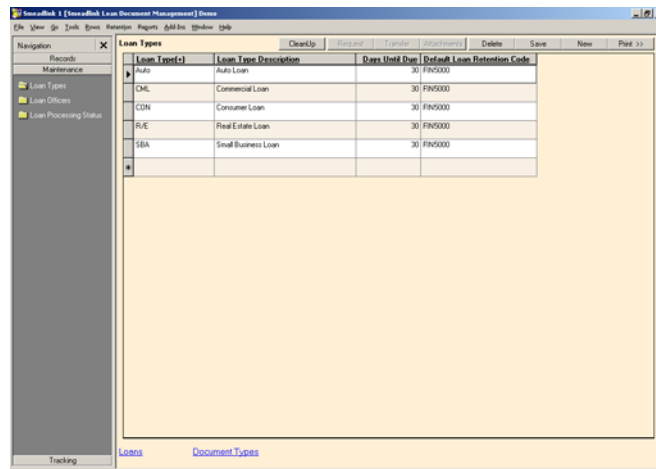 Smeadlink 1 [Smeadlink Loan Document Management] Demo
File View Go Tools Rows Retention Reports Add-Ins Window Help
Navigation X Loan Types CleanUp Request Transfer Attachments Delete Save New Print >>
Records
Maintenance
Loan Types
Loan Officers
Loan Processing Status
Loan Type(+) Loan Type Description Days Until Due Default Loan Retention Code
Auto Auto Loan 30 FIN5000
CML Commercial Loan 30 FIN5000
CON Consumer Loan 30 FIN5000
R/E Real Estate Loan 30 FIN5000
SBA Small Business Loan 30 FIN5000
Loans Document Types
Tracking